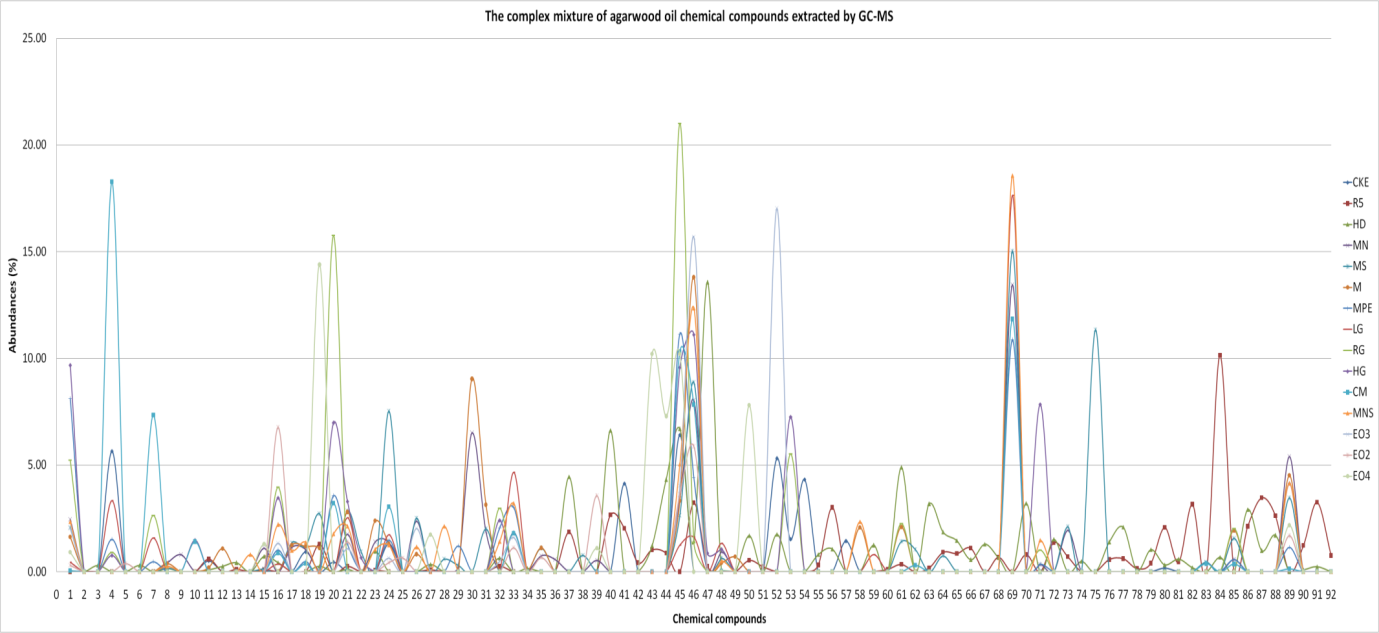 The complex mixture of agarwood oil chemical compounds extracted by GC-MS
25.00
20.00
15.00
10.00
5.00
0.00
Abundances (%)
0 1 2 3 4 5 6 7 8 9 10 11 12 13 14 15 16 17 18 19 20 21 22 23 24 25 26 27 28 29 30 31 32 33 34 35 36 37 38 39 40 41 42 43 44 45 46 47 48 49 50 51 52 53 54 55 56 57 58 59 60 61 62 63 64 65 66 67 68 69 70 71 72 73 74 75 76 77 78 79 80 81 82 83 84 85 86 87 88 89 90 91 92
Chemical compounds
CKE
R5
HD
MN
MS
M
MPE
LG
RG
HG
CM
MNS
EO3
EO2
EO4